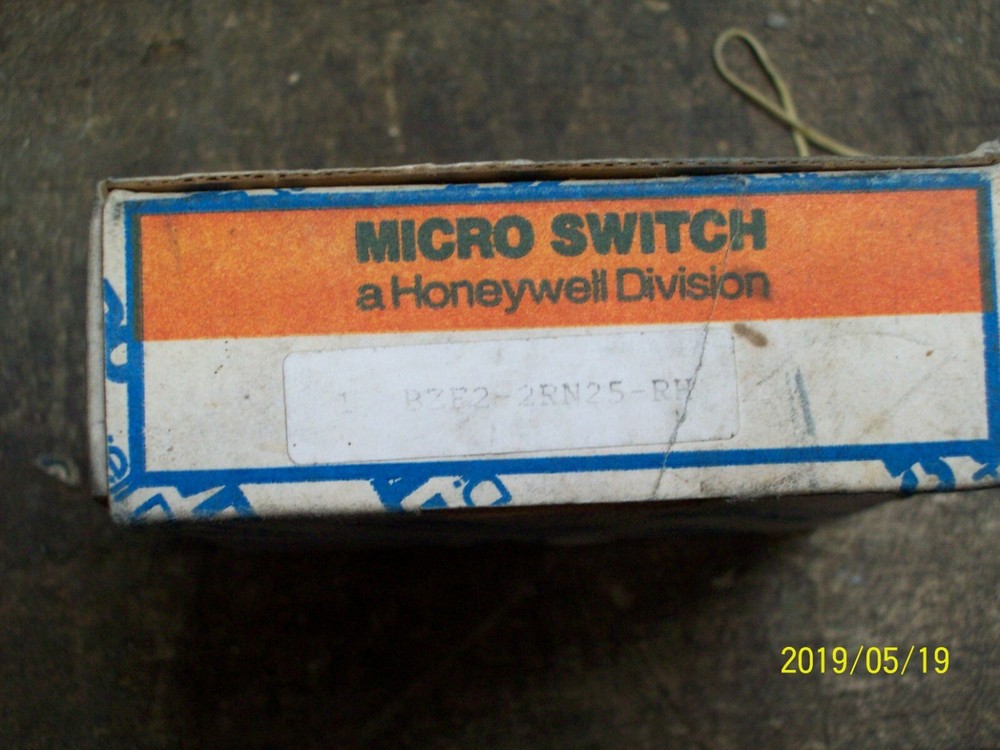 MICRO SWITCH
a Honeywell Division
1 BZE2-2RN25-RH
2019/05/19